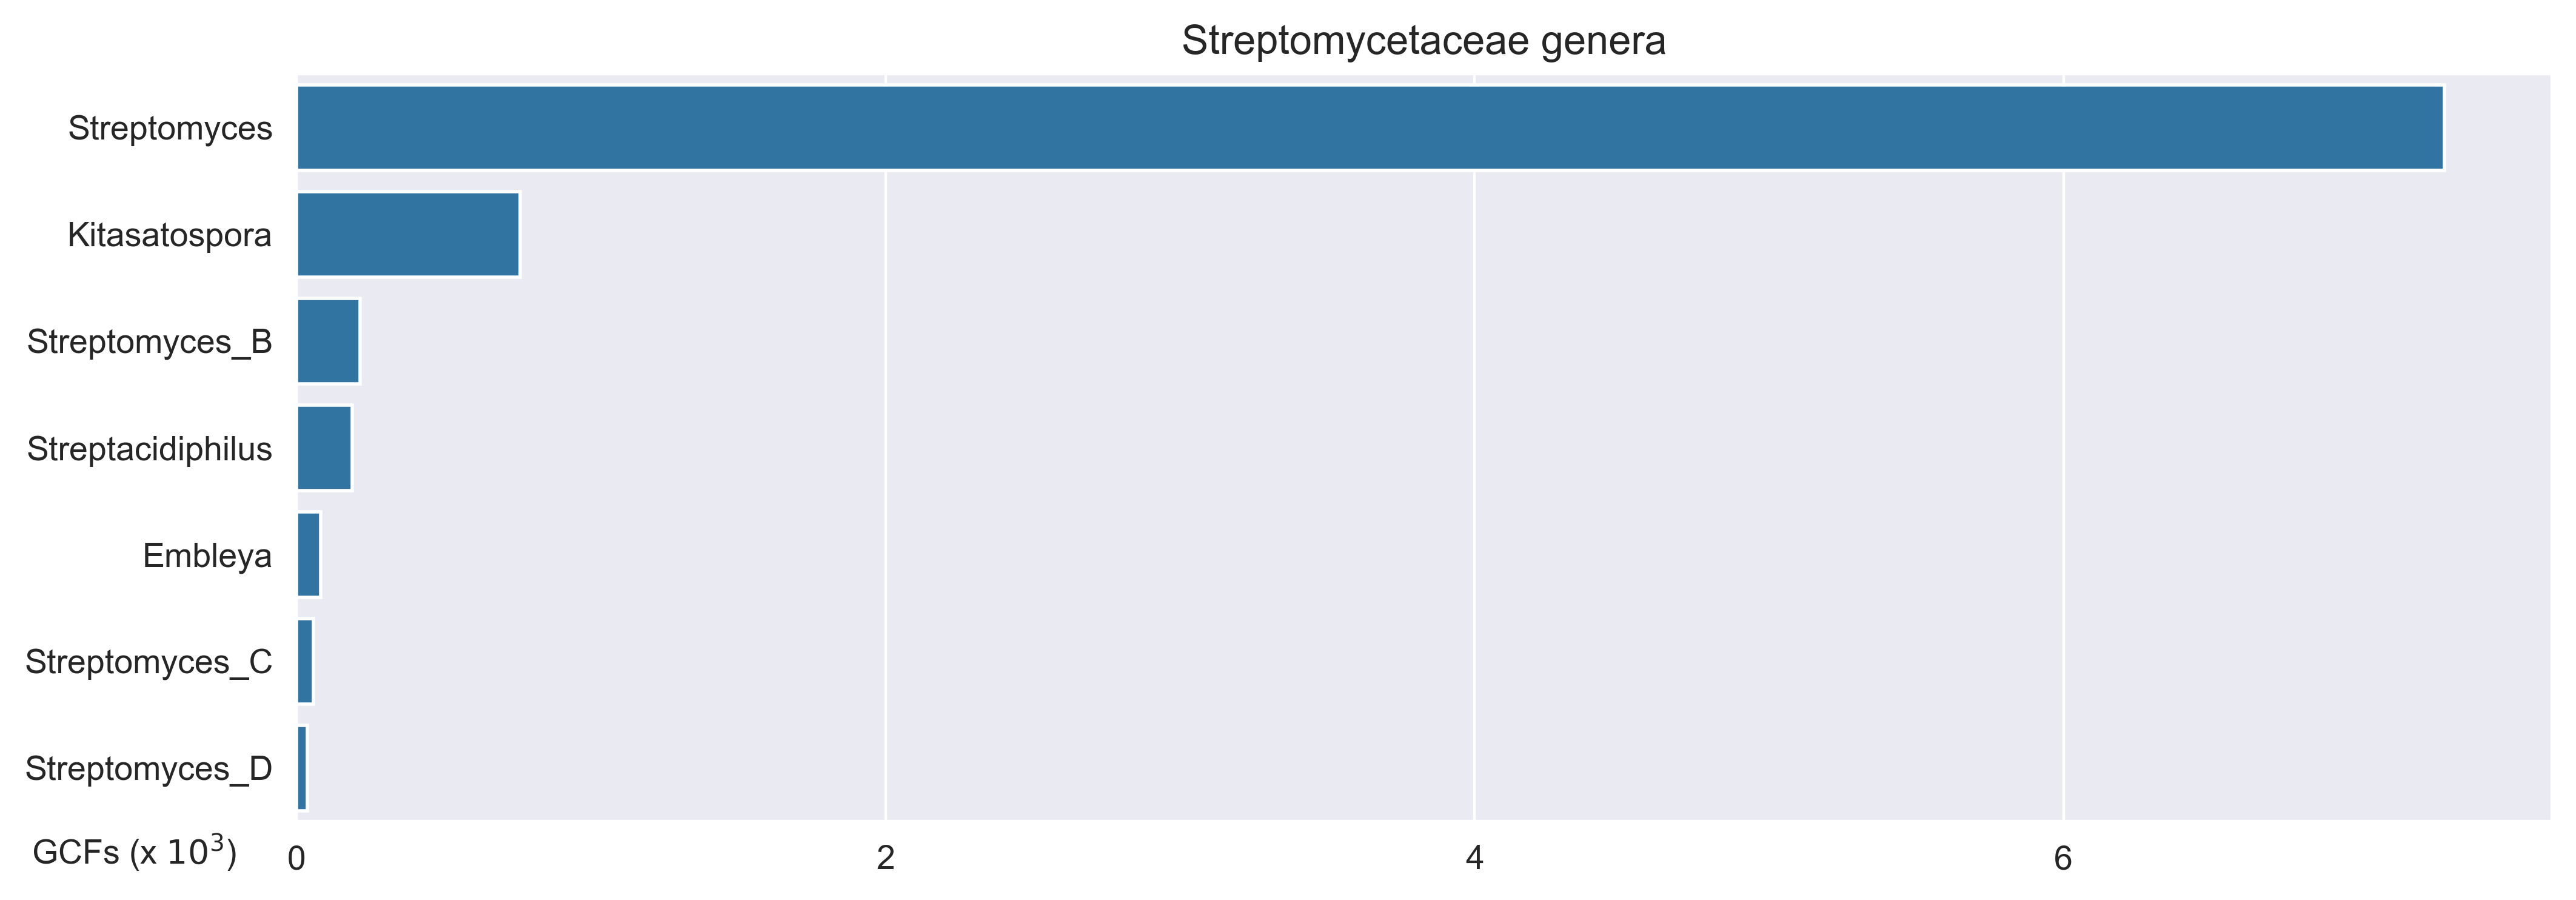 Streptomycetaceae genera
Streptomyces
Kitasatospora
Streptomyces_B
Streptacidiphilus
Embleya
Streptomyces_C
Streptomyces_D
GCFs (x 10³)
0 2 4 6